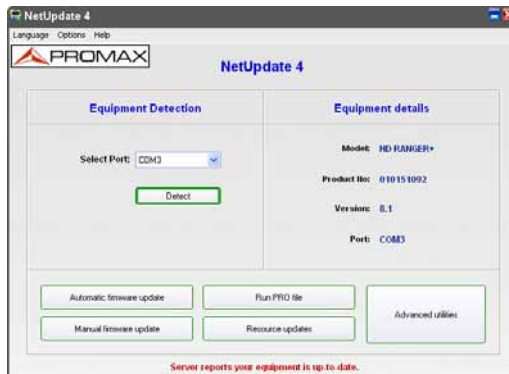 NetUpdate 4
Language Options Help
PROMAX
NetUpdate 4
Equipment Detection
Select Port: COM3
Detect
Equipment details
Model: HD RANGER+
Product No: 010151092
Version: 8.1
Port: COM3
Automatic firmware update
Run PRO file
Advanced utilities
Manual firmware update
Resource updates
Server reports your equipment is up to date.